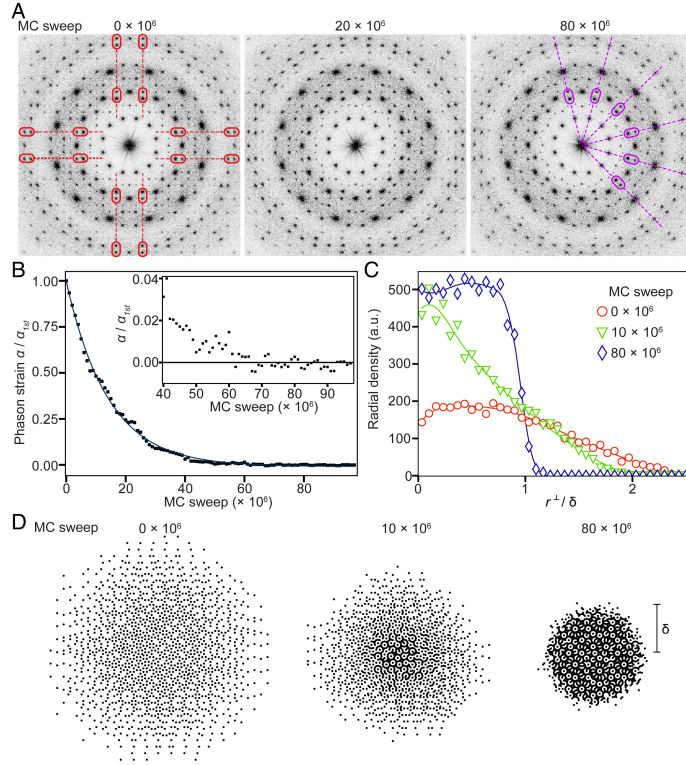 A
MC sweep 0 × 10⁶ 20 × 10⁶ 80 × 10⁶
B
1.00
0.75
0.50
0.25
0.00
Phason strain α / α1st
0 20 40 60 80
MC sweep (× 10⁶)
0.04
0.02
0.00
α / α1st
40 50 60 70 80 90
MC sweep (× 10⁶)
C
500
400
300
200
100
0
Radial density (a.u.)
0 1 2
r⊥/ δ
MC sweep
0 × 10⁶
10 × 10⁶
80 × 10⁶
D
MC sweep 0 × 10⁶ 10 × 10⁶ 80 × 10⁶
δ